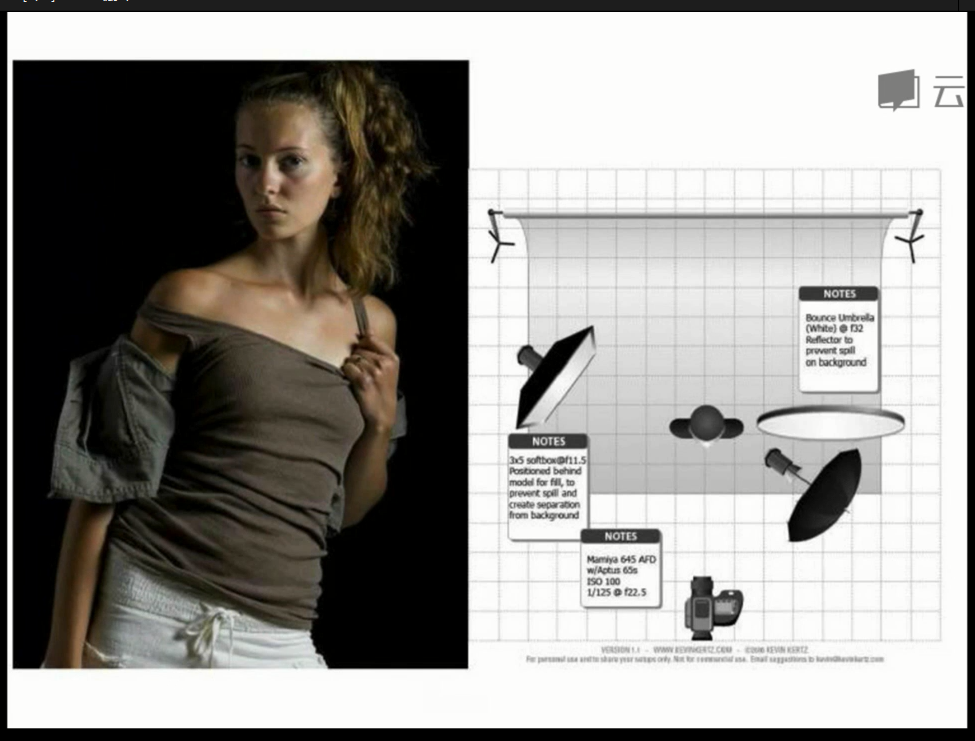 云
NOTES
Bounce Umbrella
(White) @ f32
Reflector to
prevent spill
on background
NOTES
3x5 softbox@f11.5
Positioned behind
model for fill, to
prevent spill and
create separation
from background
NOTES
Mamiya 645 AFD
w/Aptus 65s
ISO 100
1/125 @ f22.5
VERSION 1.1 - WWW.KEVINKERTZ.COM - ©2006 KEVIN KERTZ
For personal use and to share your setups only. Not for commercial use. Email suggestions to kevin@kevinkertz.com